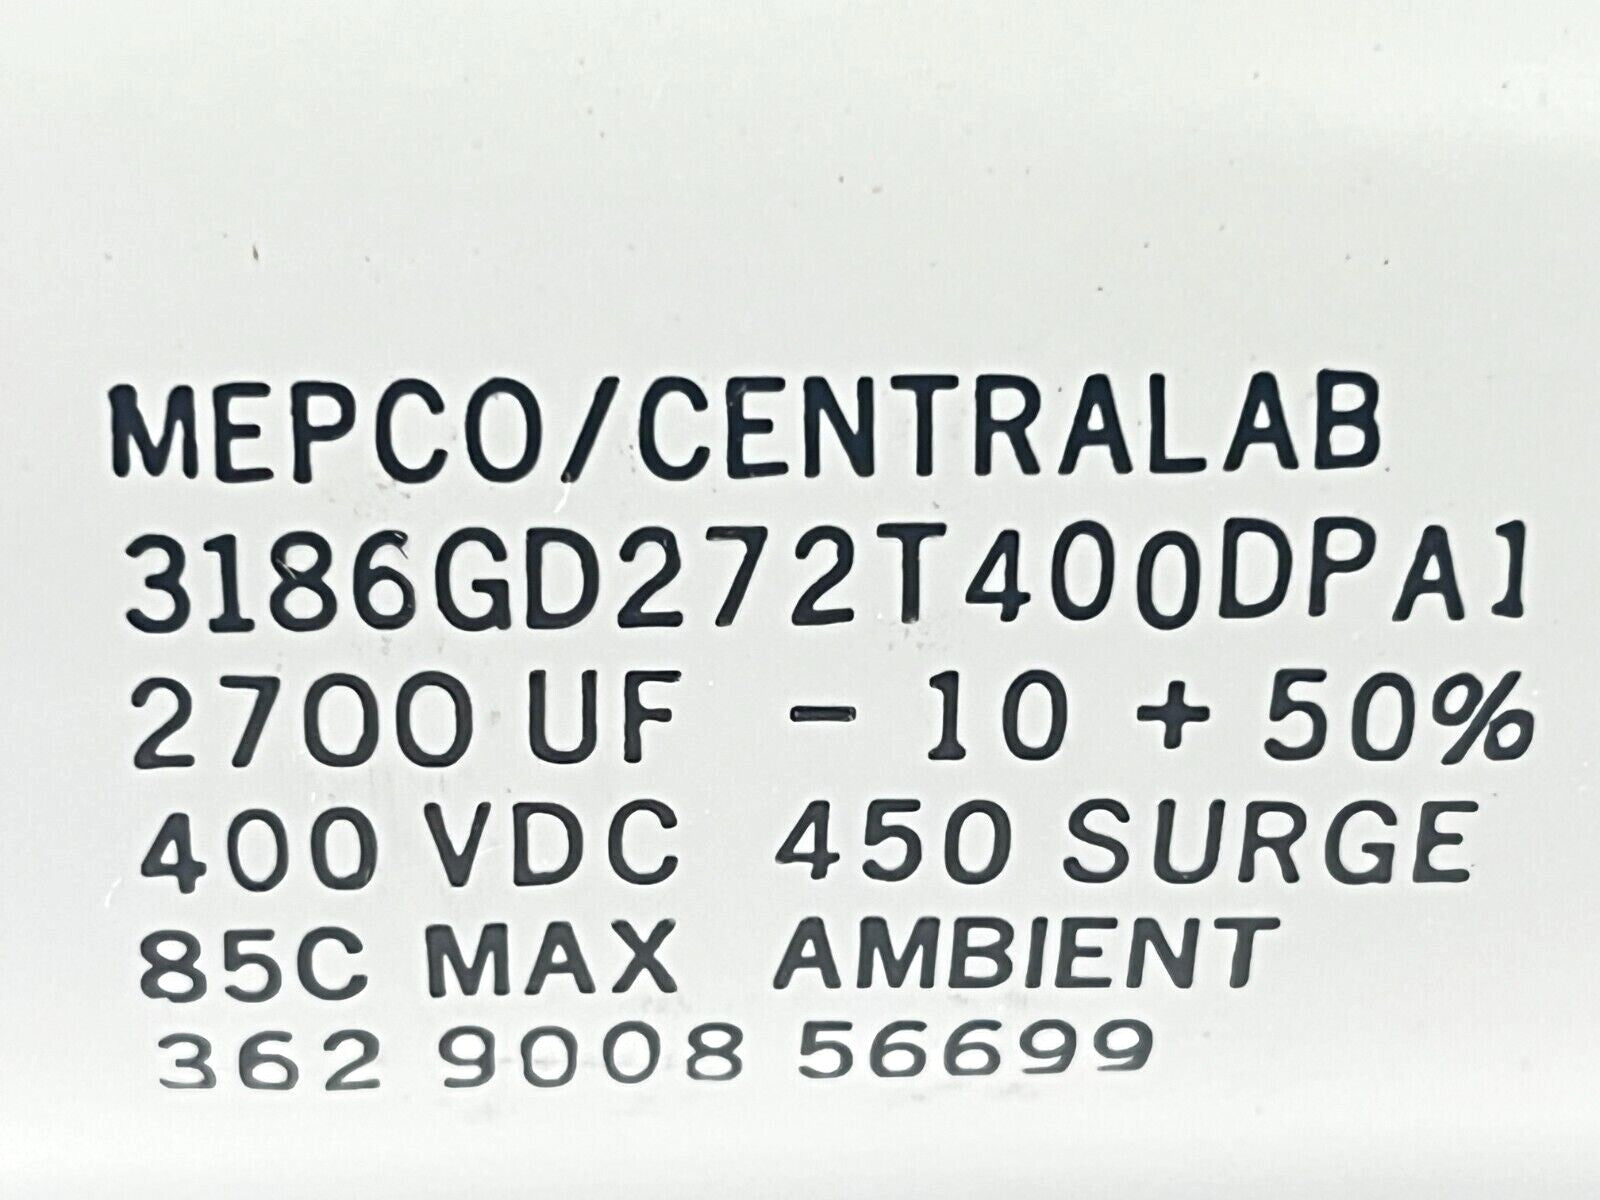 MEPCO/CENTRALAB
3186GD272T400DPA1
2700 UF - 10 + 50%
400 VDC 450 SURGE
85C MAX AMBIENT
362 9008 56699